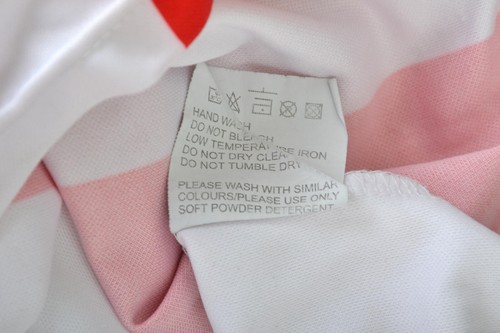 HAND WASH
DO NOT BLEACH
LOW TEMPERATURE IRON
DO NOT DRY CLEAN
DO NOT TUMBLE DRY
PLEASE WASH WITH SIMILAR
COLOURS/PLEASE USE ONLY
SOFT POWDER DETERGENT